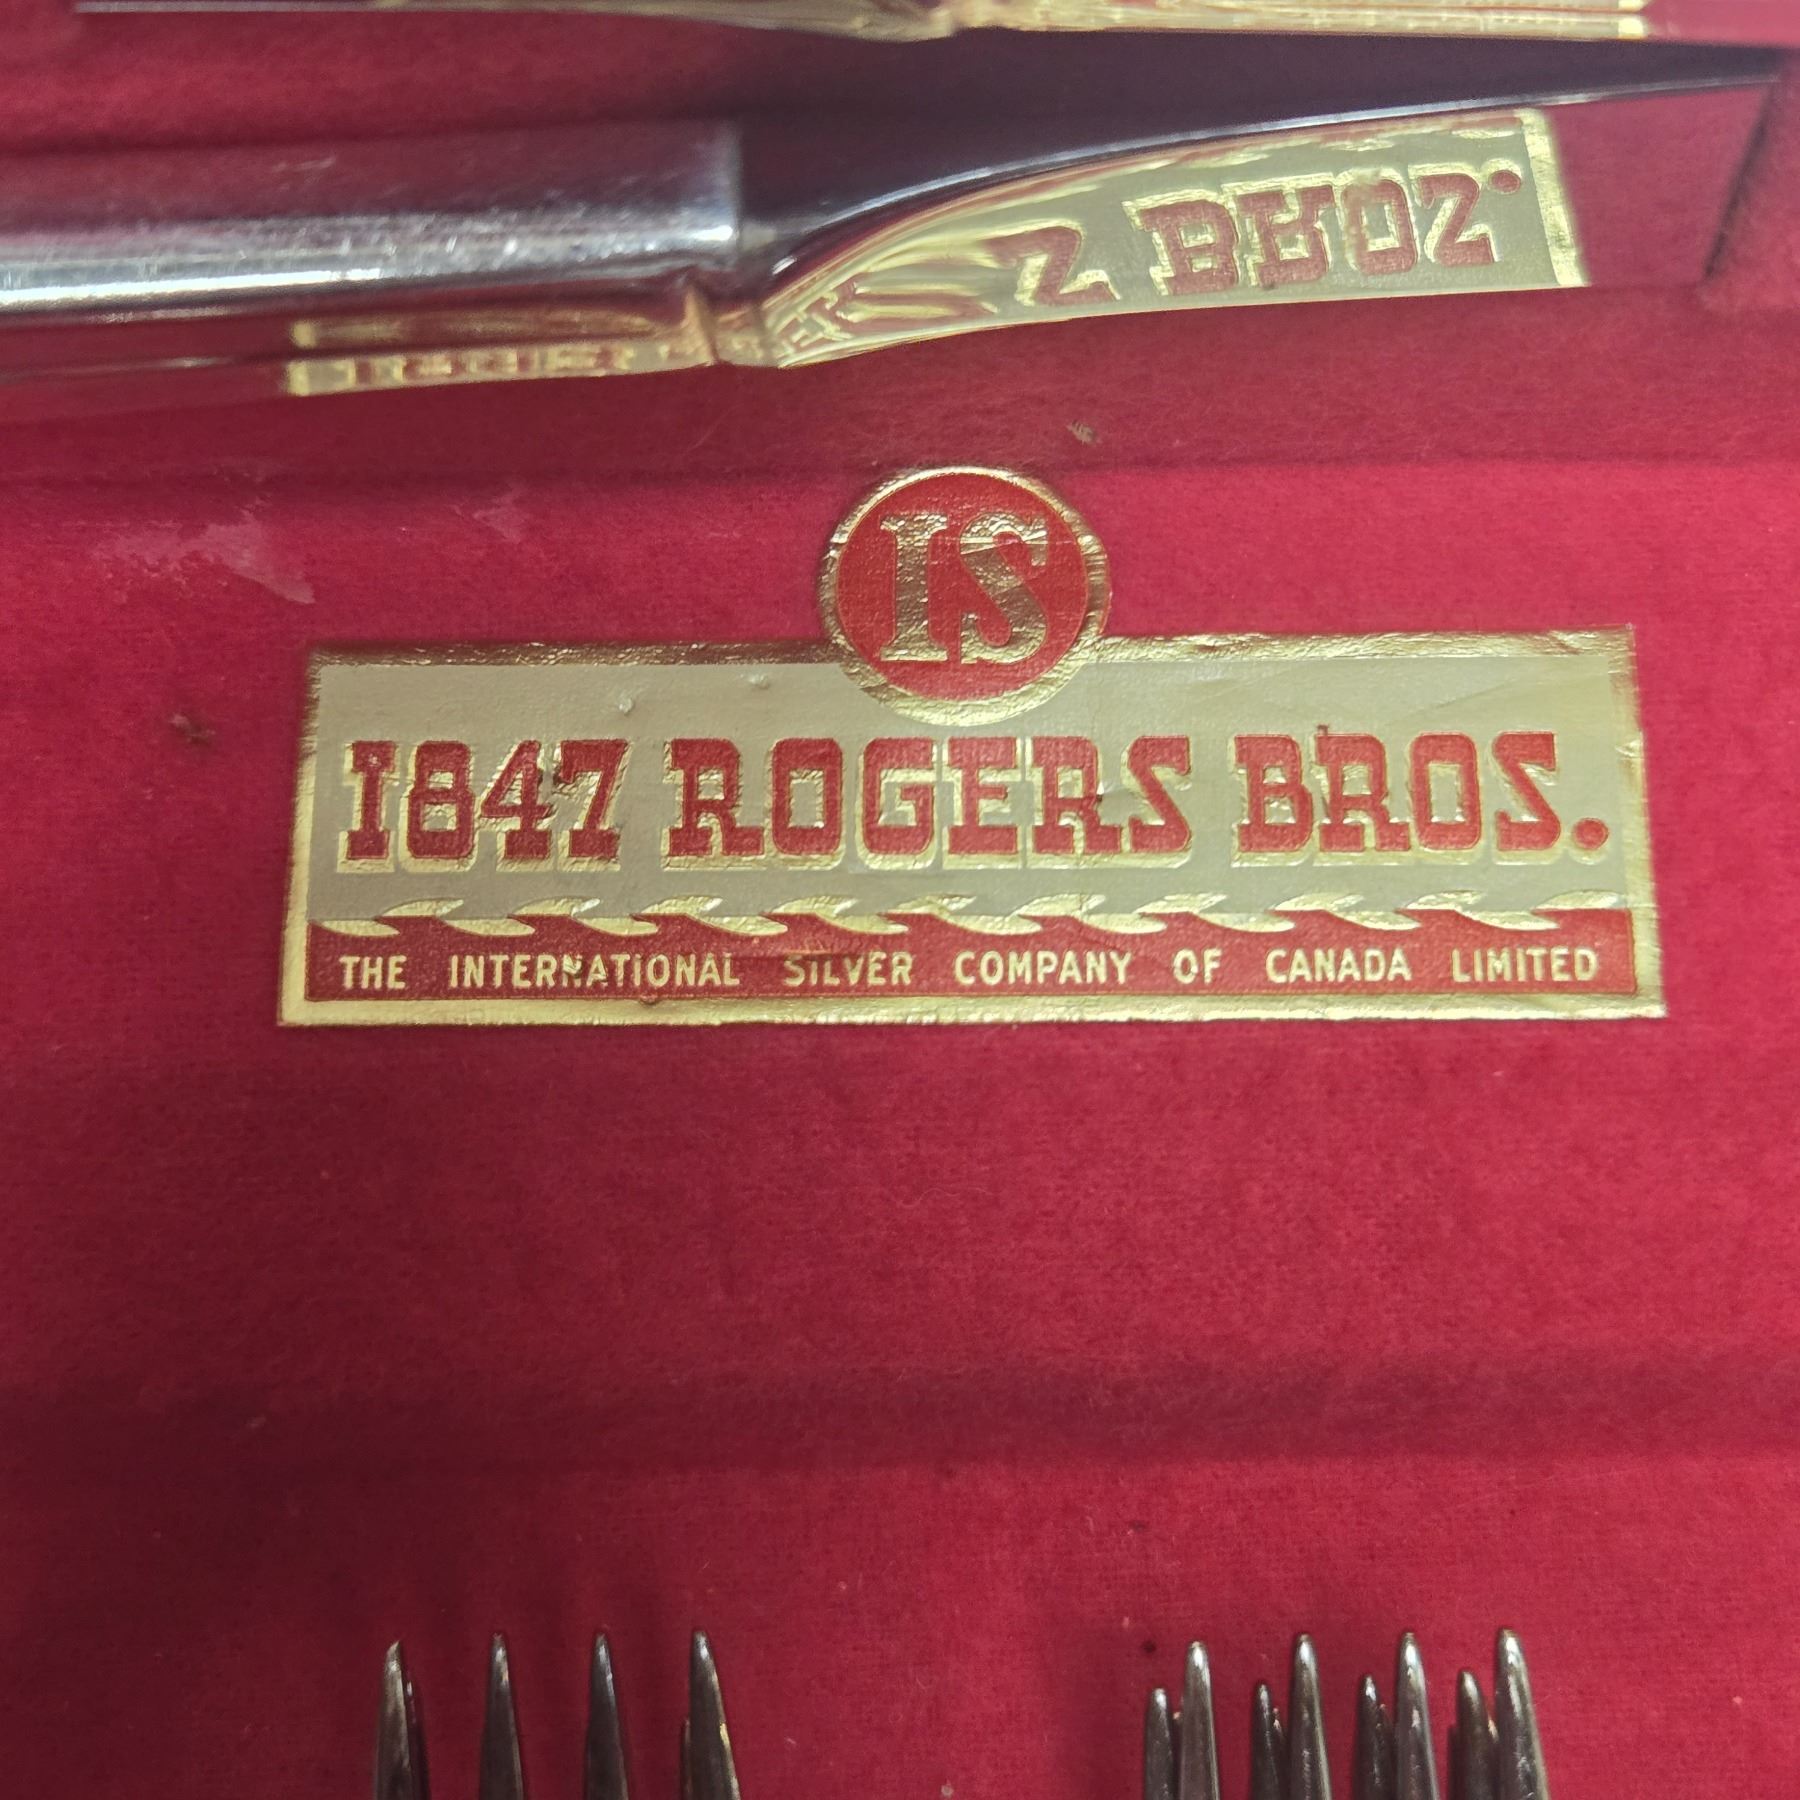 IS
1847 ROGERS BROS.
THE INTERNATIONAL SILVER COMPANY OF CANADA LIMITED